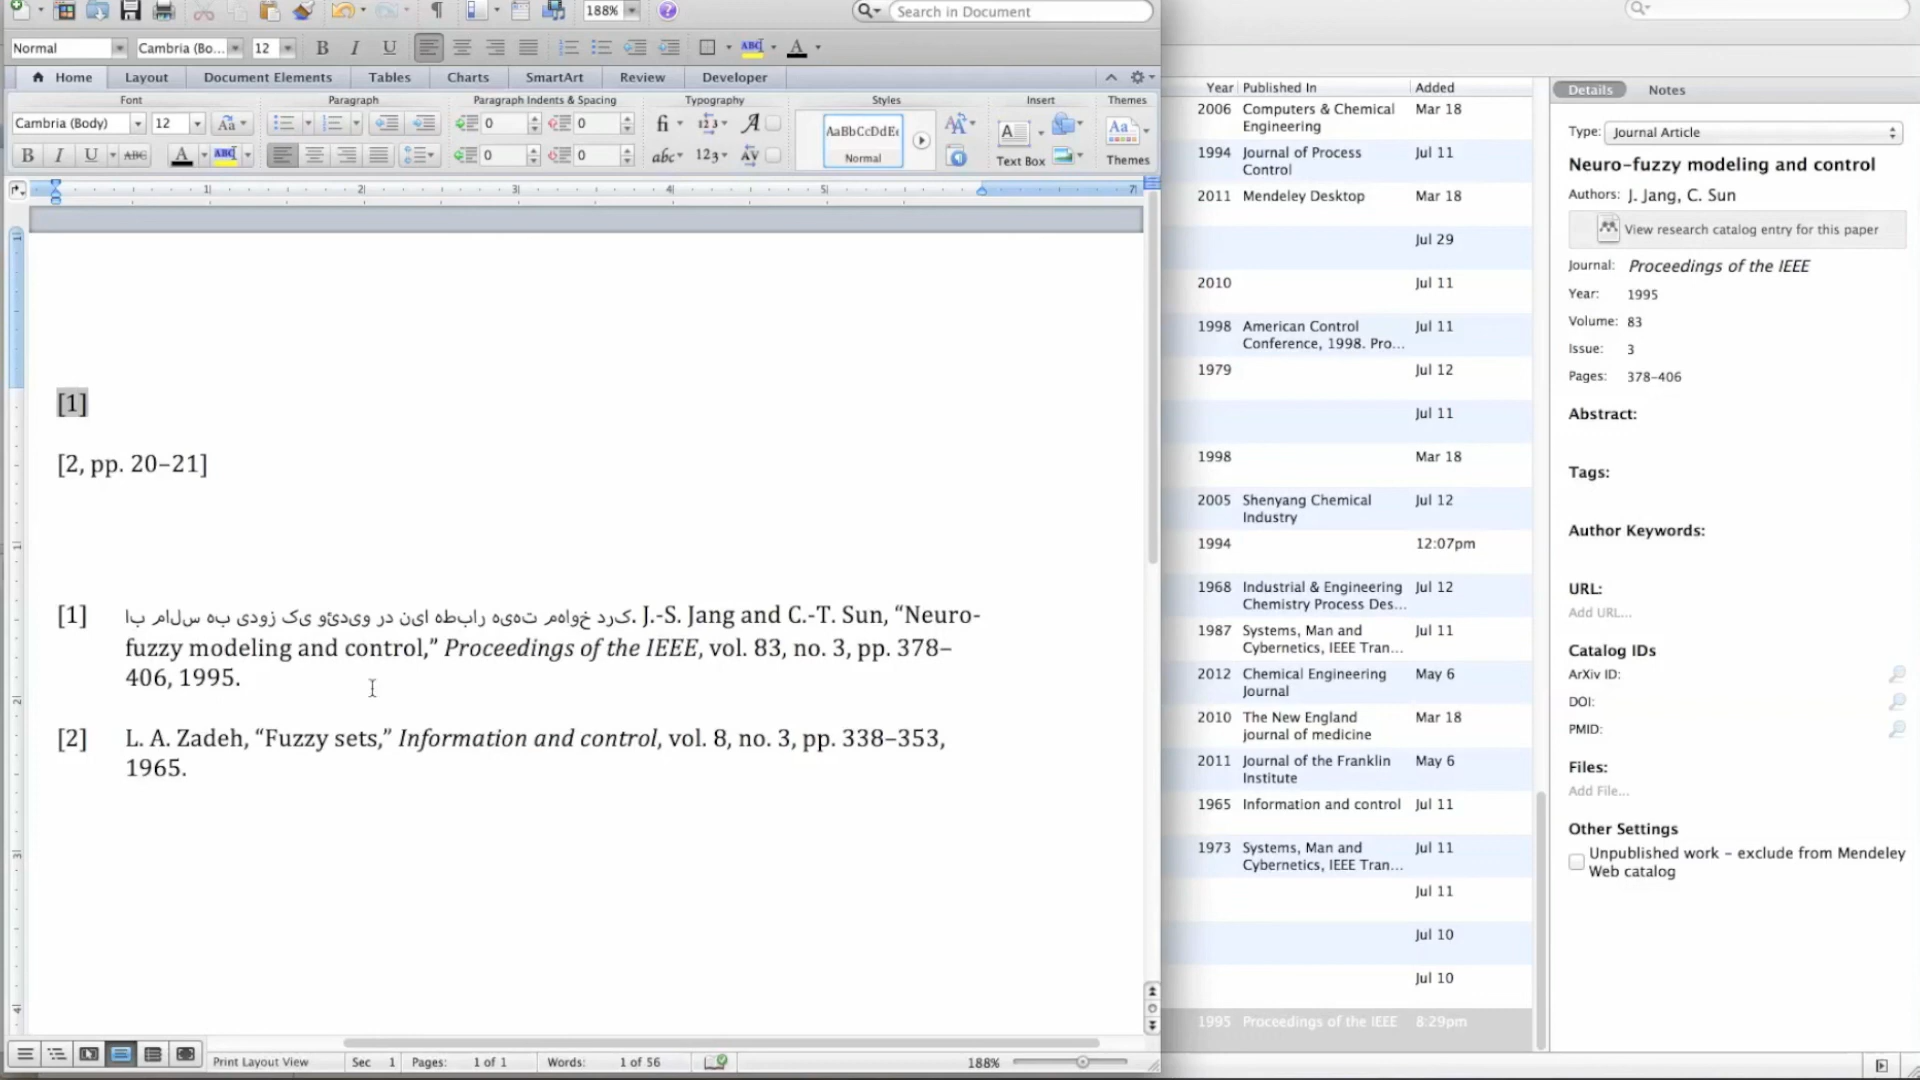 188%
Search in Document
Normal
Cambria (Bo...
12
B
I
U
ABC
A
Home
Layout
Document Elements
Tables
Charts
SmartArt
Review
Developer
Font
Paragraph
Paragraph Indents & Spacing
Typography
Styles
Insert
Themes
Cambria (Body)
12
Aa
0
0
AaBbCcDdEe
Normal
B
I
U
ABC
A
ABC
0
0
abc
123
AV
Text Box
Themes
[1]
[2, pp. 20–21]
[1] کرد خواهم تهیه رابطه این در ویدئو یک زودی به سلام با. J.-S. Jang and C.-T. Sun, “Neuro-
fuzzy modeling and control,” Proceedings of the IEEE, vol. 83, no. 3, pp. 378–
406, 1995.
[2] L. A. Zadeh, “Fuzzy sets,” Information and control, vol. 8, no. 3, pp. 338–353,
1965.
Print Layout View
Sec 1
Pages: 1 of 1
Words: 1 of 56
188%
Year Published In Added
2006 Computers & Chemical Mar 18
Engineering
1994 Journal of Process Jul 11
Control
2011 Mendeley Desktop Mar 18
Jul 29
2010 Jul 11
1998 American Control Jul 11
Conference, 1998. Pro...
1979 Jul 12
Jul 11
1998 Mar 18
2005 Shenyang Chemical Jul 12
Industry
1994 12:07pm
1968 Industrial & Engineering Jul 12
Chemistry Process Des...
1987 Systems, Man and Jul 11
Cybernetics, IEEE Tran...
2012 Chemical Engineering May 6
Journal
2010 The New England Mar 18
journal of medicine
2011 Journal of the Franklin May 6
Institute
1965 Information and control Jul 11
1973 Systems, Man and Jul 11
Cybernetics, IEEE Tran...
Jul 11
Jul 10
Jul 10
1995 Proceedings of the IEEE 8:29pm
Details
Notes
Type: Journal Article
Neuro-fuzzy modeling and control
Authors: J. Jang, C. Sun
View research catalog entry for this paper
Journal: Proceedings of the IEEE
Year: 1995
Volume: 83
Issue: 3
Pages: 378-406
Abstract:
Tags:
Author Keywords:
URL:
Add URL...
Catalog IDs
ArXiv ID:
DOI:
PMID:
Files:
Add File...
Other Settings
Unpublished work - exclude from Mendeley
Web catalog